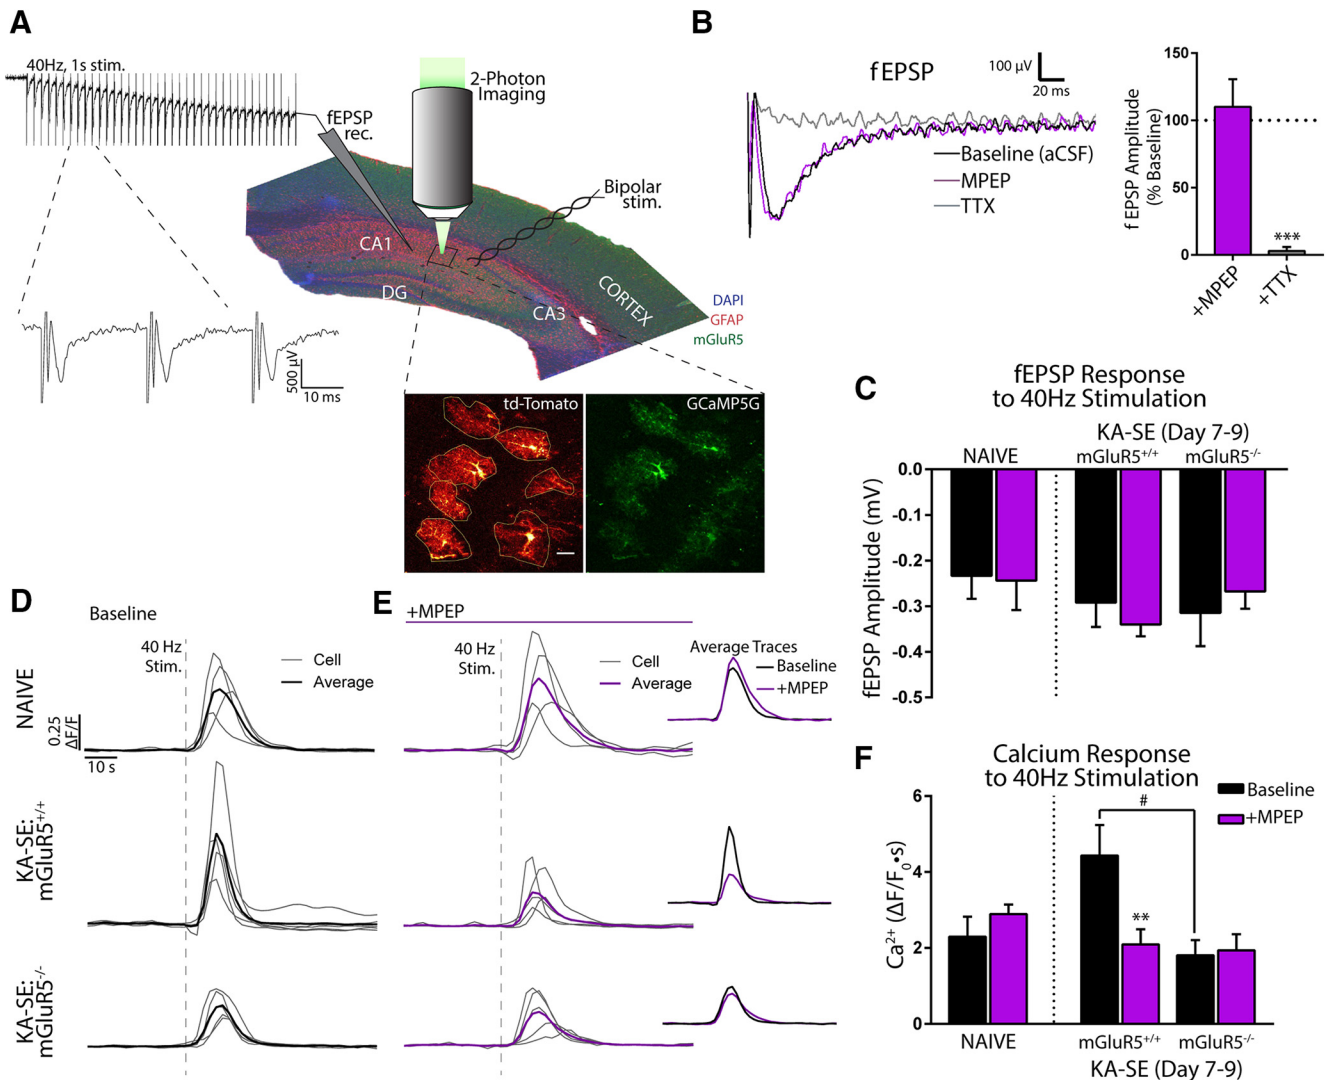 A
40Hz, 1s stim.
fEPSP
rec.
2-Photon
Imaging
Bipolar
stim.
CA1
DG
CA3
CORTEX
DAPI
GFAP
mGluR5
500 µV
10 ms
td-Tomato
GCaMP5G
B
fEPSP
100 µV
20 ms
Baseline (aCSF)
MPEP
TTX
fEPSP Amplitude
(% Baseline)
150
100
50
0
***
+MPEP
+TTX
C
fEPSP Response
to 40Hz Stimulation
KA-SE (Day 7-9)
NAIVE
mGluR5+/+
mGluR5-/-
fEPSP Amplitude (mV)
0.0
-0.1
-0.2
-0.3
-0.4
-0.5
D
Baseline
40 Hz
Stim.
Cell
Average
NAIVE
0.25
ΔF/F
10 s
KA-SE:
mGluR5+/+
KA-SE:
mGluR5-/-
E
+MPEP
40 Hz
Stim.
Cell
Average
Average Traces
Baseline
+MPEP
F
Calcium Response
to 40Hz Stimulation
Baseline
+MPEP
Ca2+ (ΔF/F0•s)
6
4
2
0
#
**
NAIVE
mGluR5+/+
mGluR5-/-
KA-SE (Day 7-9)